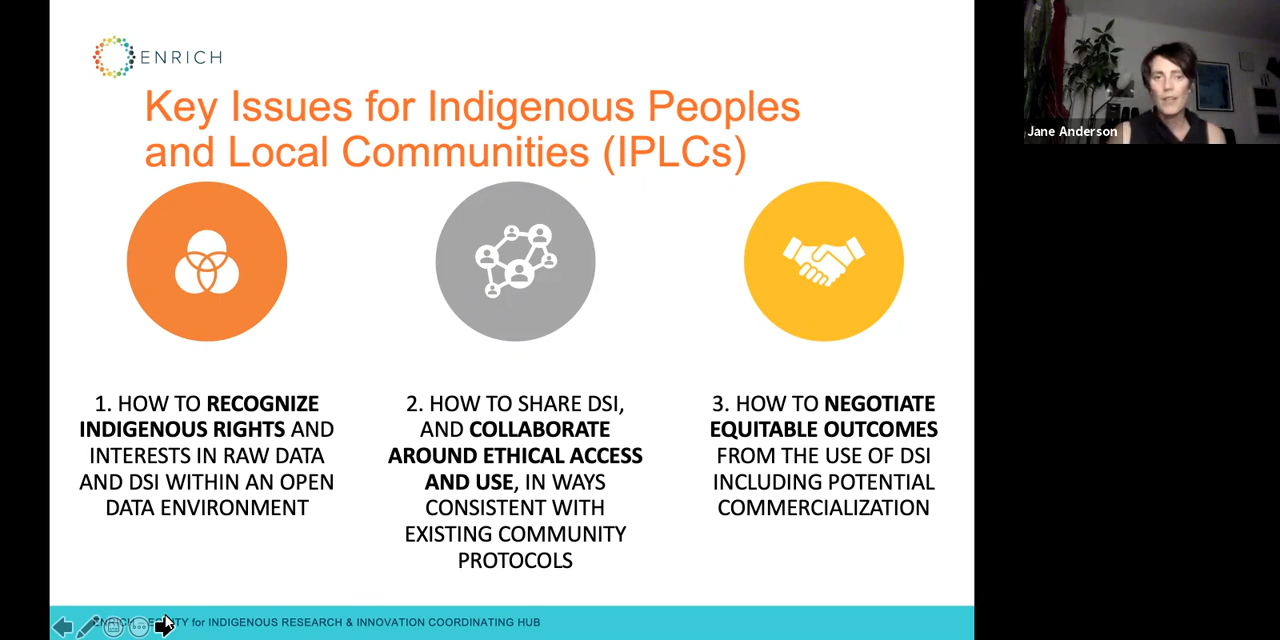 ENRICH
Key Issues for Indigenous Peoples
and Local Communities (IPLCs)
1. HOW TO RECOGNIZE
INDIGENOUS RIGHTS AND
INTERESTS IN RAW DATA
AND DSI WITHIN AN OPEN
DATA ENVIRONMENT
2. HOW TO SHARE DSI,
AND COLLABORATE
AROUND ETHICAL ACCESS
AND USE, IN WAYS
CONSISTENT WITH
EXISTING COMMUNITY
PROTOCOLS
3. HOW TO NEGOTIATE
EQUITABLE OUTCOMES
FROM THE USE OF DSI
INCLUDING POTENTIAL
COMMERCIALIZATION
for INDIGENOUS RESEARCH & INNOVATION COORDINATING HUB
Jane Anderson